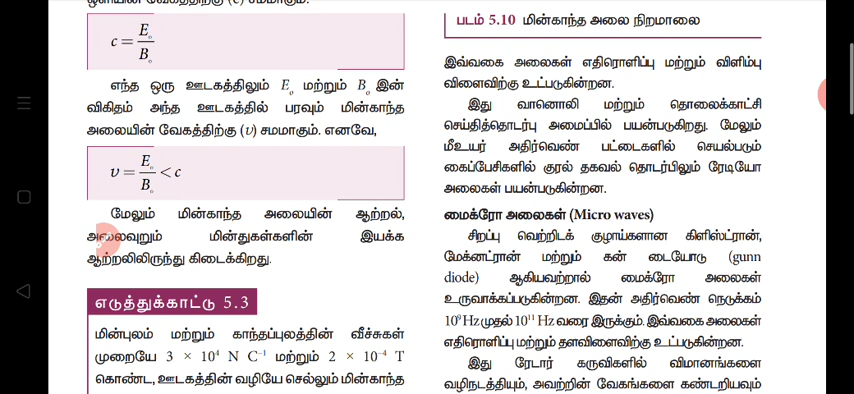 c = E₀/B₀
எந்த ஒரு ஊடகத்திலும் E₀ மற்றும் B₀ இன்
விகிதம் அந்த ஊடகத்தில் பரவும் மின்காந்த
அலையின் வேகத்திற்கு (υ) சமமாகும். எனவே,
υ = E₀/B₀ < c
மேலும் மின்காந்த அலையின் ஆற்றல்,
அலைவுறும் மின்துகள்களின் இயக்க
ஆற்றலிலிருந்து கிடைக்கிறது.
எடுத்துக்காட்டு 5.3
மின்புலம் மற்றும் காந்தப்புலத்தின் வீச்சுகள்
முறையே 3 × 10⁴ N C⁻¹ மற்றும் 2 × 10⁻⁴ T
கொண்ட, ஊடகத்தின் வழியே செல்லும் மின்காந்த
படம் 5.10 மின்காந்த அலை நிறமாலை
இவ்வகை அலைகள் எதிரொளிப்பு மற்றும் விளிம்பு
விளைவிற்கு உட்படுகின்றன.
இது வானொலி மற்றும் தொலைக்காட்சி
செய்தித்தொடர்பு அமைப்பில் பயன்படுகிறது. மேலும்
மீஉயர் அதிர்வெண் பட்டைகளில் செயல்படும்
கைப்பேசிகளில் குரல் தகவல் தொடர்பிலும் ரேடியோ
அலைகள் பயன்படுகின்றன.
மைக்ரோ அலைகள் (Micro waves)
சிறப்பு வெற்றிடக் குழாய்களான கிளிஸ்ட்ரான்,
மேக்னட்ரான் மற்றும் கன் டையோடு (gunn
diode) ஆகியவற்றால் மைக்ரோ அலைகள்
உருவாக்கப்படுகின்றன. இதன் அதிர்வெண் நெடுக்கம்
10⁹ Hz முதல் 10¹¹ Hz வரை இருக்கும். இவ்வகை அலைகள்
எதிரொளிப்பு மற்றும் தளவிளைவிற்கு உட்படுகின்றன.
இது ரேடார் கருவிகளில் விமானங்களை
வழிநடத்தியும், அவற்றின் வேகங்களை கண்டறியவும்